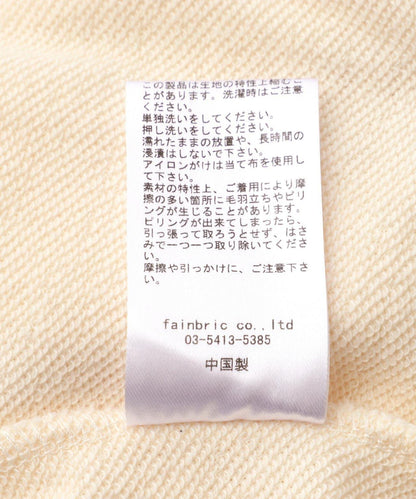 この製品は生地の特性上縮むこ
とがあります。洗濯時はご注意
ください。
単独洗いをしてください。
押し洗いをしてください。
濡れたままの放置や、長時間の
浸漬はしないで下さい。
アイロンがけは当て布を使用し
て下さい。
素材の特性上、ご着用により摩
擦の多い箇所に毛羽立ちやピリ
ングが生じることがあります。
ピリングが出来てしまったら、
引っ張って取ろうとせず、はさ
みで一つ一つ取り除いてくださ
い。
摩擦や引っかけに、ご注意下さ
い。
fainbric co.,ltd
03-5413-5385
中国製